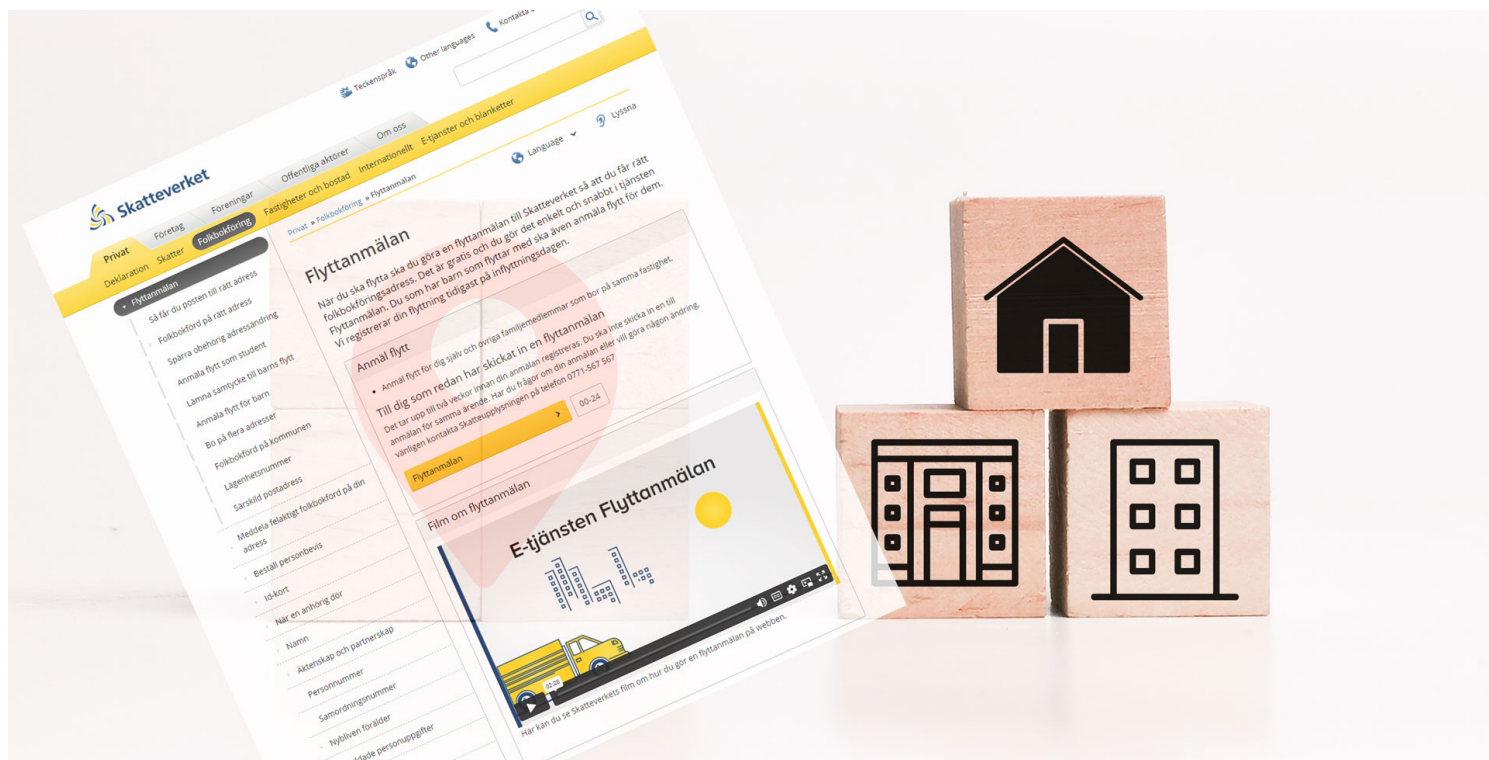 Teckenspråk
Other languages
Kontakta
Skatteverket
Privat
Företag
Föreningar
Offentliga aktörer
Om oss
Deklaration
Skatter
Folkbokföring
Fastigheter och bostad
Internationellt
E-tjänster och blanketter
Flyttanmälan
Så får du posten till rätt adress
Folkbokförd på rätt adress
Spärra obehörig adressändring
Anmäla flytt som student
Lämna samtycke till barns flytt
Anmäla flytt för barn
Bo på flera adresser
Folkbokförd på kommunen
Lägenhetsnummer
Särskild postadress
Meddela felaktigt folkbokförd på din
adress
Beställ personbevis
Id-kort
När en anhörig dör
Namn
Äktenskap och partnerskap
Personnummer
Samordningsnummer
Nybliven förälder
ddade personuppgifter
Privat » Folkbokföring » Flyttanmälan
Language
Lyssna
Flyttanmälan
När du ska flytta ska du göra en flyttanmälan till Skatteverket så att du får rätt
folkbokföringsadress. Det är gratis och du gör det enkelt och snabbt i tjänsten
Flyttanmälan. Du som har barn som flyttar med ska även anmäla flytt för dem.
Vi registrerar din flyttning tidigast på inflyttningsdagen.
Anmäl flytt
• Anmäl flytt för dig själv och övriga familjemedlemmar som bor på samma fastighet.
Till dig som redan har skickat in en flyttanmälan
Det tar upp till två veckor innan din anmälan registreras. Du ska inte skicka in en till
anmälan för samma ärende. Har du frågor om din anmälan eller vill göra någon ändring,
vänligen kontakta Skatteupplysningen på telefon 0771-567 567
Flyttanmälan
00-24
Film om flyttanmälan
E-tjänsten Flyttanmälan
00:28
Här kan du se Skatteverkets film om hur du gör en flyttanmälan på webben.